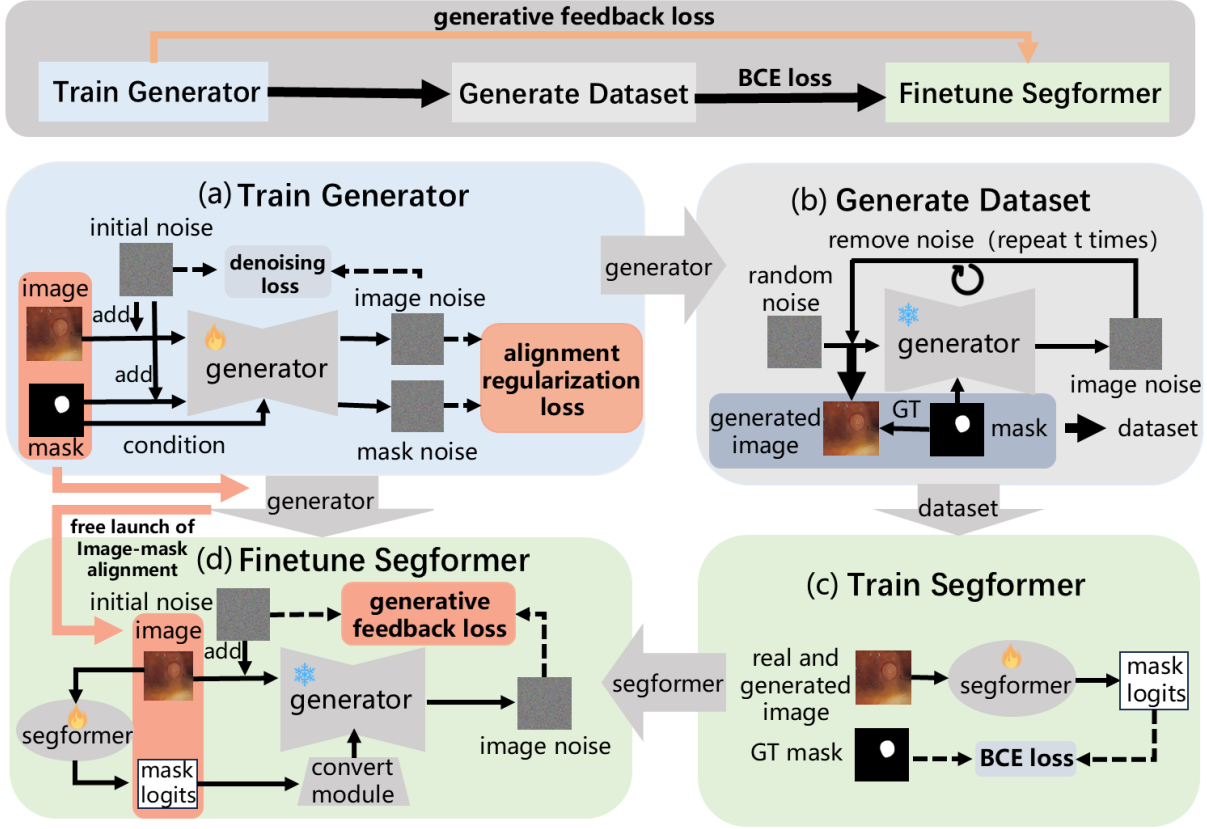 generative feedback loss
Train Generator
Generate Dataset
BCE loss
Finetune Segformer
(a) Train Generator
initial noise
denoising
loss
image
add
image noise
generator
alignment
regularization
loss
add
mask
condition
mask noise
generator
(b) Generate Dataset
remove noise (repeat t times)
random
noise
generator
image noise
generated
image
GT
mask
dataset
generator
dataset
free launch of
Image-mask
alignment
(d) Finetune Segformer
initial noise
generative
feedback loss
image
add
generator
segformer
image noise
mask
logits
convert
module
segformer
(c) Train Segformer
real and
generated
image
segformer
mask
logits
GT mask
BCE loss